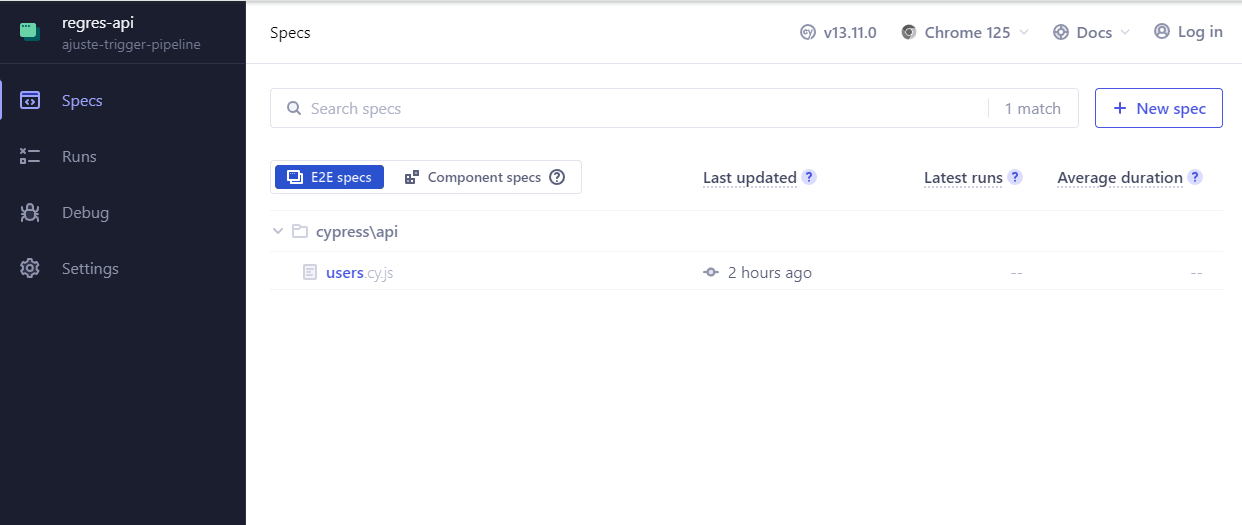 regres-api
ajuste-trigger-pipeline
Specs
v13.11.0
Chrome 125
Docs
Log in
Specs
Runs
Debug
Settings
Search specs
1 match
+ New spec
E2E specs
Component specs ?
Last updated ?
Latest runs ?
Average duration ?
cypress\api
users.cy.js
2 hours ago
--
--